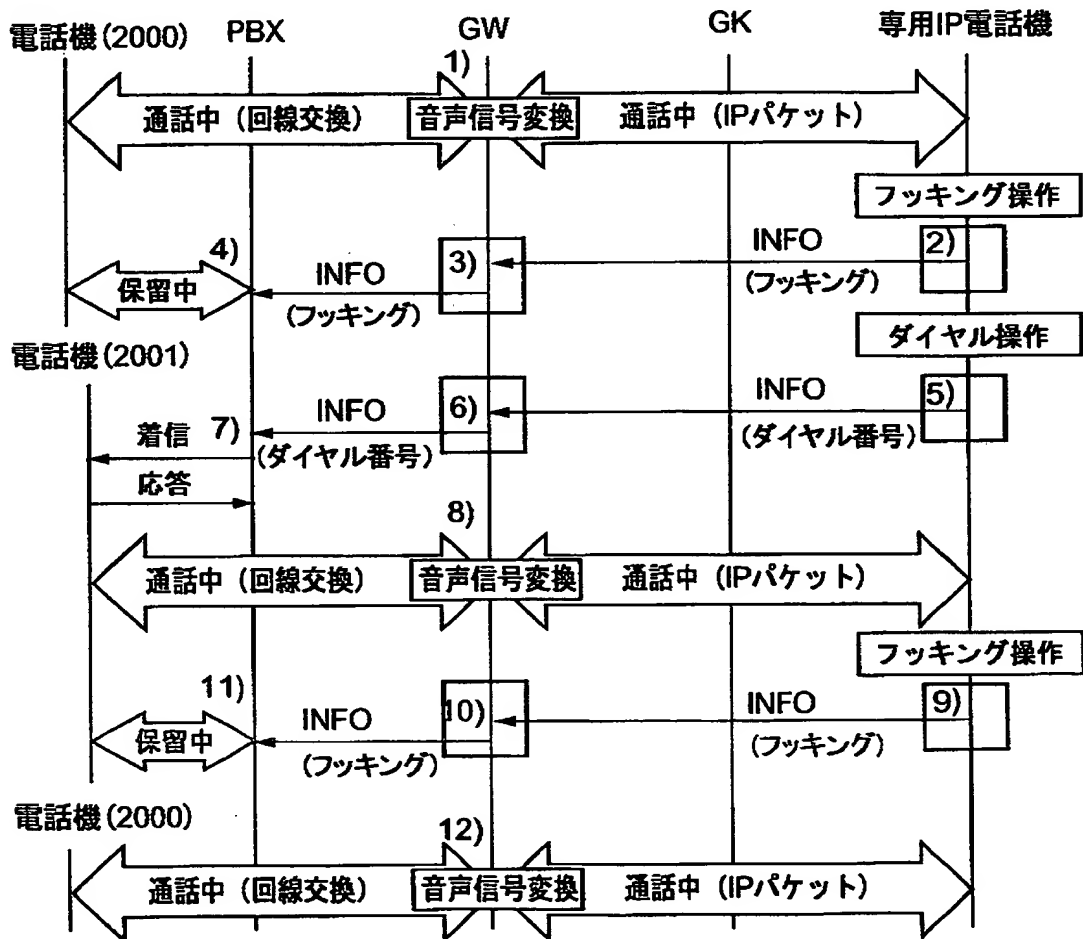 電話機(2000) PBX GW GK 専用IP電話機
1)
通話中（回線交換） 音声信号変換 通話中（IPパケット）
フッキング操作
4) INFO 3) INFO 2)
保留中 (フッキング) (フッキング)
ダイヤル操作
電話機(2001)
INFO 6) INFO 5)
着信 7) (ダイヤル番号) (ダイヤル番号)
応答
8)
通話中（回線交換） 音声信号変換 通話中（IPパケット）
フッキング操作
11) INFO 10) INFO 9)
保留中 (フッキング) (フッキング)
電話機(2000)
12)
通話中（回線交換） 音声信号変換 通話中（IPパケット）